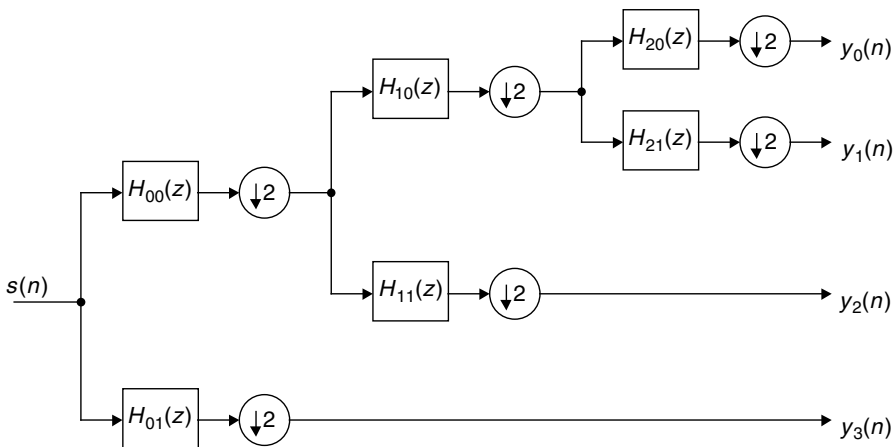 H₂₀(z) ↓2 y₀(n)
H₁₀(z) ↓2
H₂₁(z) ↓2 y₁(n)
H₀₀(z) ↓2
s(n)
H₁₁(z) ↓2 y₂(n)
H₀₁(z) ↓2 y₃(n)